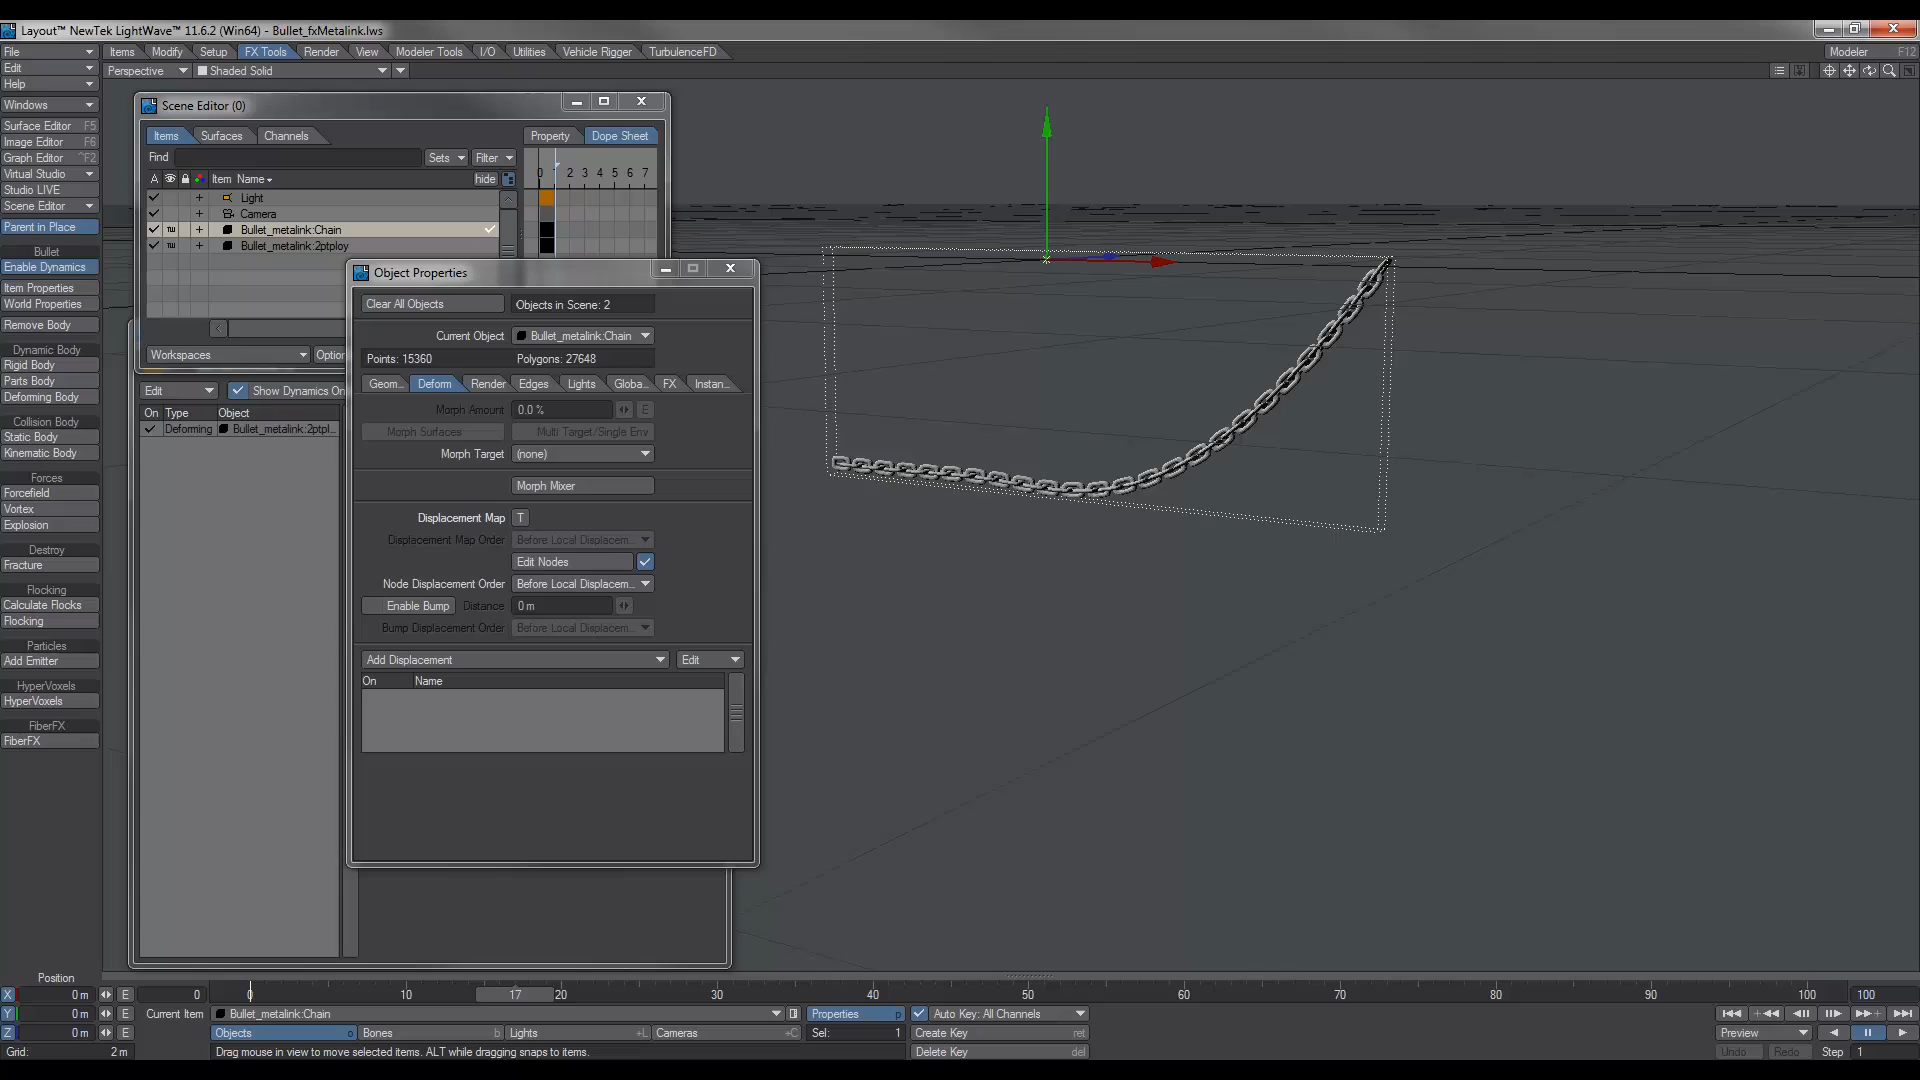 Layout™ NewTek LightWave™ 11.6.2 (Win64) - Bullet_fxMetalink.lws
File Items Modify Setup FX Tools Render View Modeler Tools I/O Utilities Vehicle Rigger TurbulenceFD Modeler F12
Edit Perspective Shaded Solid
Help
Windows
Surface Editor F5
Image Editor F6
Graph Editor ^F2
Virtual Studio
Studio LIVE
Scene Editor
Parent in Place
Bullet
Enable Dynamics
Item Properties
World Properties
Remove Body
Dynamic Body
Rigid Body
Parts Body
Deforming Body
Collision Body
Static Body
Kinematic Body
Forces
Forcefield
Vortex
Explosion
Destroy
Fracture
Flocking
Calculate Flocks
Flocking
Particles
Add Emitter
HyperVoxels
HyperVoxels
FiberFX
FiberFX
Scene Editor (0)
Items Surfaces Channels Property Dope Sheet
Find Sets Filter
A Item Name hide 0 2 3 4 5 6 7
Light
Camera
Bullet_metalink:Chain
Bullet_metalink:2ptploy
Workspaces Option
Edit Show Dynamics On
On Type Object
Deforming Bullet_metalink:2ptpl...
Object Properties
Clear All Objects Objects in Scene: 2
Current Object Bullet_metalink:Chain
Points: 15360 Polygons: 27648
Geom... Deform Render Edges Lights Globa... FX Instan...
Morph Amount 0.0 % E
Morph Surfaces Multi Target/Single Env
Morph Target (none)
Morph Mixer
Displacement Map T
Displacement Map Order Before Local Displacem...
Edit Nodes
Node Displacement Order Before Local Displacem...
Enable Bump Distance 0 m
Bump Displacement Order Before Local Displacem...
Add Displacement Edit
On Name
Position
X 0 m E 0 0 10 17 20 30 40 50 60 70 80 90 100 100
Y 0 m E Current Item Bullet_metalink:Chain Properties p Auto Key: All Channels
Z 0 m E Objects o Bones b Lights +L Cameras +C Sel: 1 Create Key ret Preview
Grid: 2 m Drag mouse in view to move selected items. ALT while dragging snaps to items. Delete Key del Undo Redo Step 1